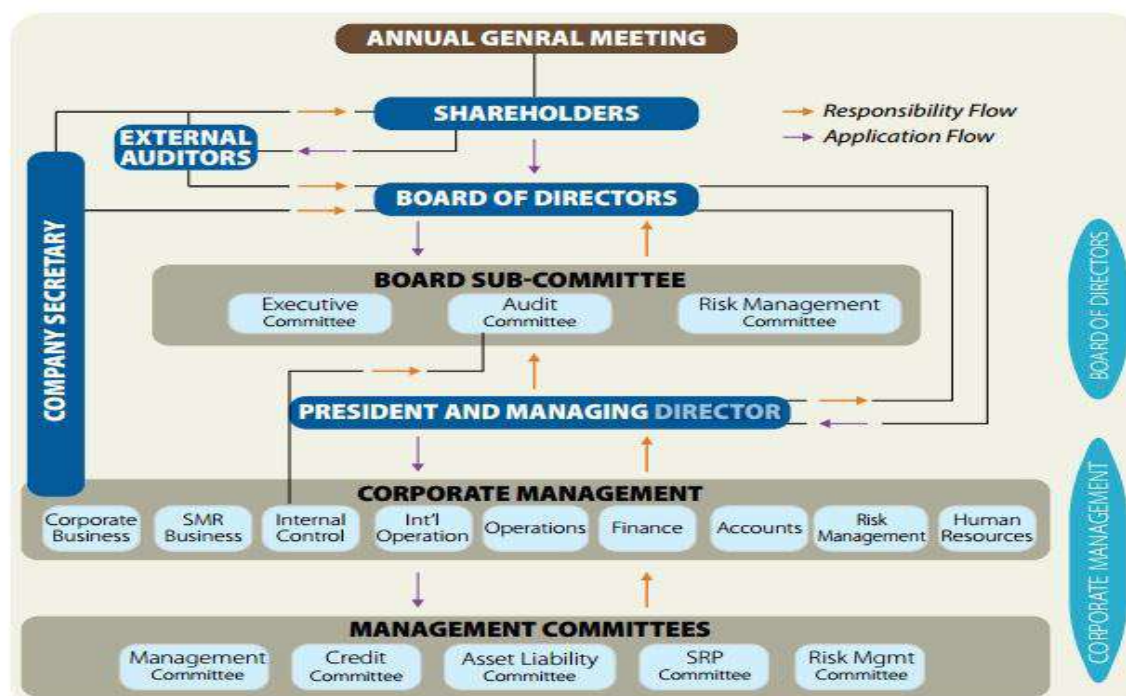 ANNUAL GENRAL MEETING
SHAREHOLDERS
Responsibility Flow
Application Flow
EXTERNAL
AUDITORS
BOARD OF DIRECTORS
COMPANY SECRETARY
BOARD SUB-COMMITTEE
Executive
Committee
Audit
Committee
Risk Management
Committee
BOARD OF DIRECTORS
PRESIDENT AND MANAGING DIRECTOR
CORPORATE MANAGEMENT
Corporate
Business
SMR
Business
Internal
Control
Int'l
Operation
Operations
Finance
Accounts
Risk
Management
Human
Resources
CORPORATE MANAGEMENT
MANAGEMENT COMMITTEES
Management
Committee
Credit
Committee
Asset Liability
Committee
SRP
Committee
Risk Mgmt
Committee